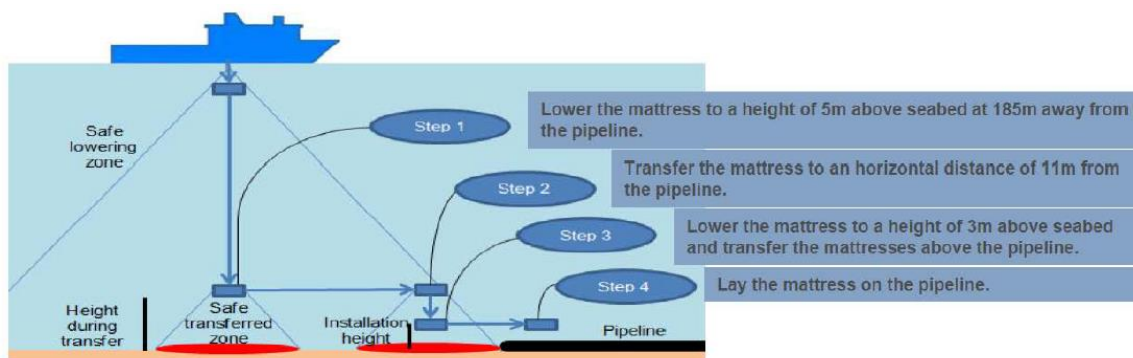 Step 1
Lower the mattress to a height of 5m above seabed at 185m away from
the pipeline.
Safe
lowering
zone
Step 2
Transfer the mattress to an horizontal distance of 11m from
the pipeline.
Step 3
Lower the mattress to a height of 3m above seabed
and transfer the mattresses above the pipeline.
Step 4
Lay the mattress on the pipeline.
Height
during
transfer
Safe
transferred
zone
Installation
height
Pipeline